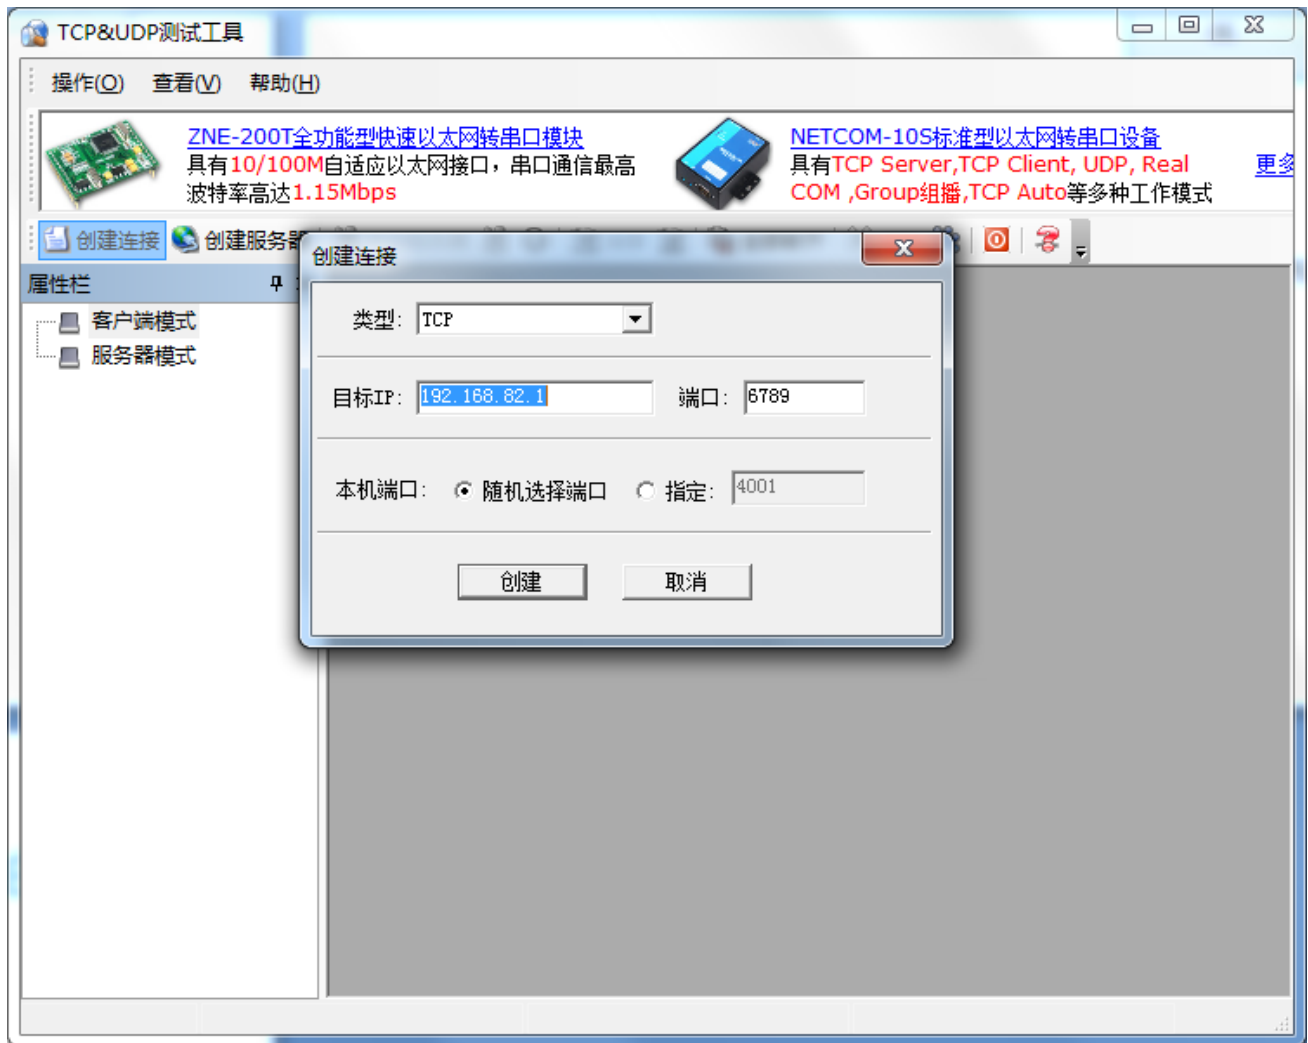 TCP&UDP测试工具
操作(O) 查看(V) 帮助(H)
ZNE-200T全功能型快速以太网转串口模块
具有10/100M自适应以太网接口，串口通信最高
波特率高达1.15Mbps
NETCOM-10S标准型以太网转串口设备
具有TCP Server,TCP Client, UDP, Real
COM ,Group组播,TCP Auto等多种工作模式
更多
创建连接 创建服务器
属性栏
客户端模式
服务器模式
创建连接
类型: TCP
目标IP: 192.168.82.1 端口: 6789
本机端口: 随机选择端口 指定: 4001
创建 取消